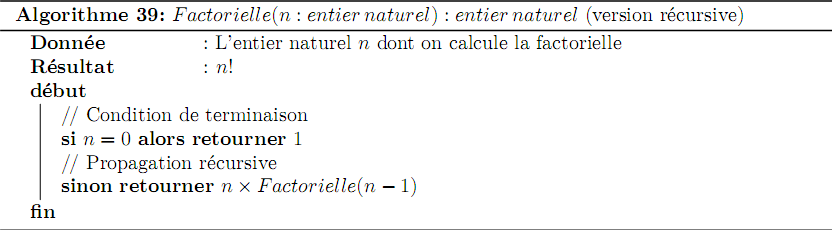 Algorithme 39: Factorielle(n : entier naturel) : entier naturel (version récursive)
Donnée : L'entier naturel n dont on calcule la factorielle
Résultat : n!
début
// Condition de terminaison
si n = 0 alors retourner 1
// Propagation récursive
sinon retourner n × Factorielle(n − 1)
fin